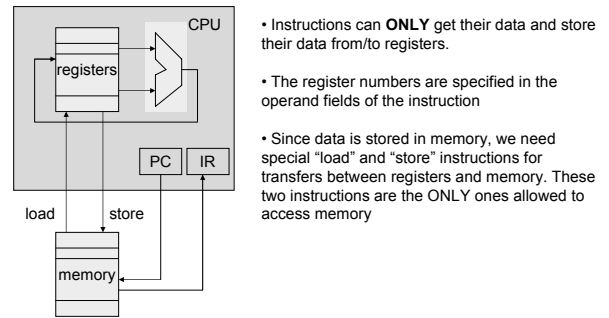 CPU
registers
PC
IR
load
store
memory
• Instructions can ONLY get their data and store
their data from/to registers.
• The register numbers are specified in the
operand fields of the instruction
• Since data is stored in memory, we need
special “load” and “store” instructions for
transfers between registers and memory. These
two instructions are the ONLY ones allowed to
access memory